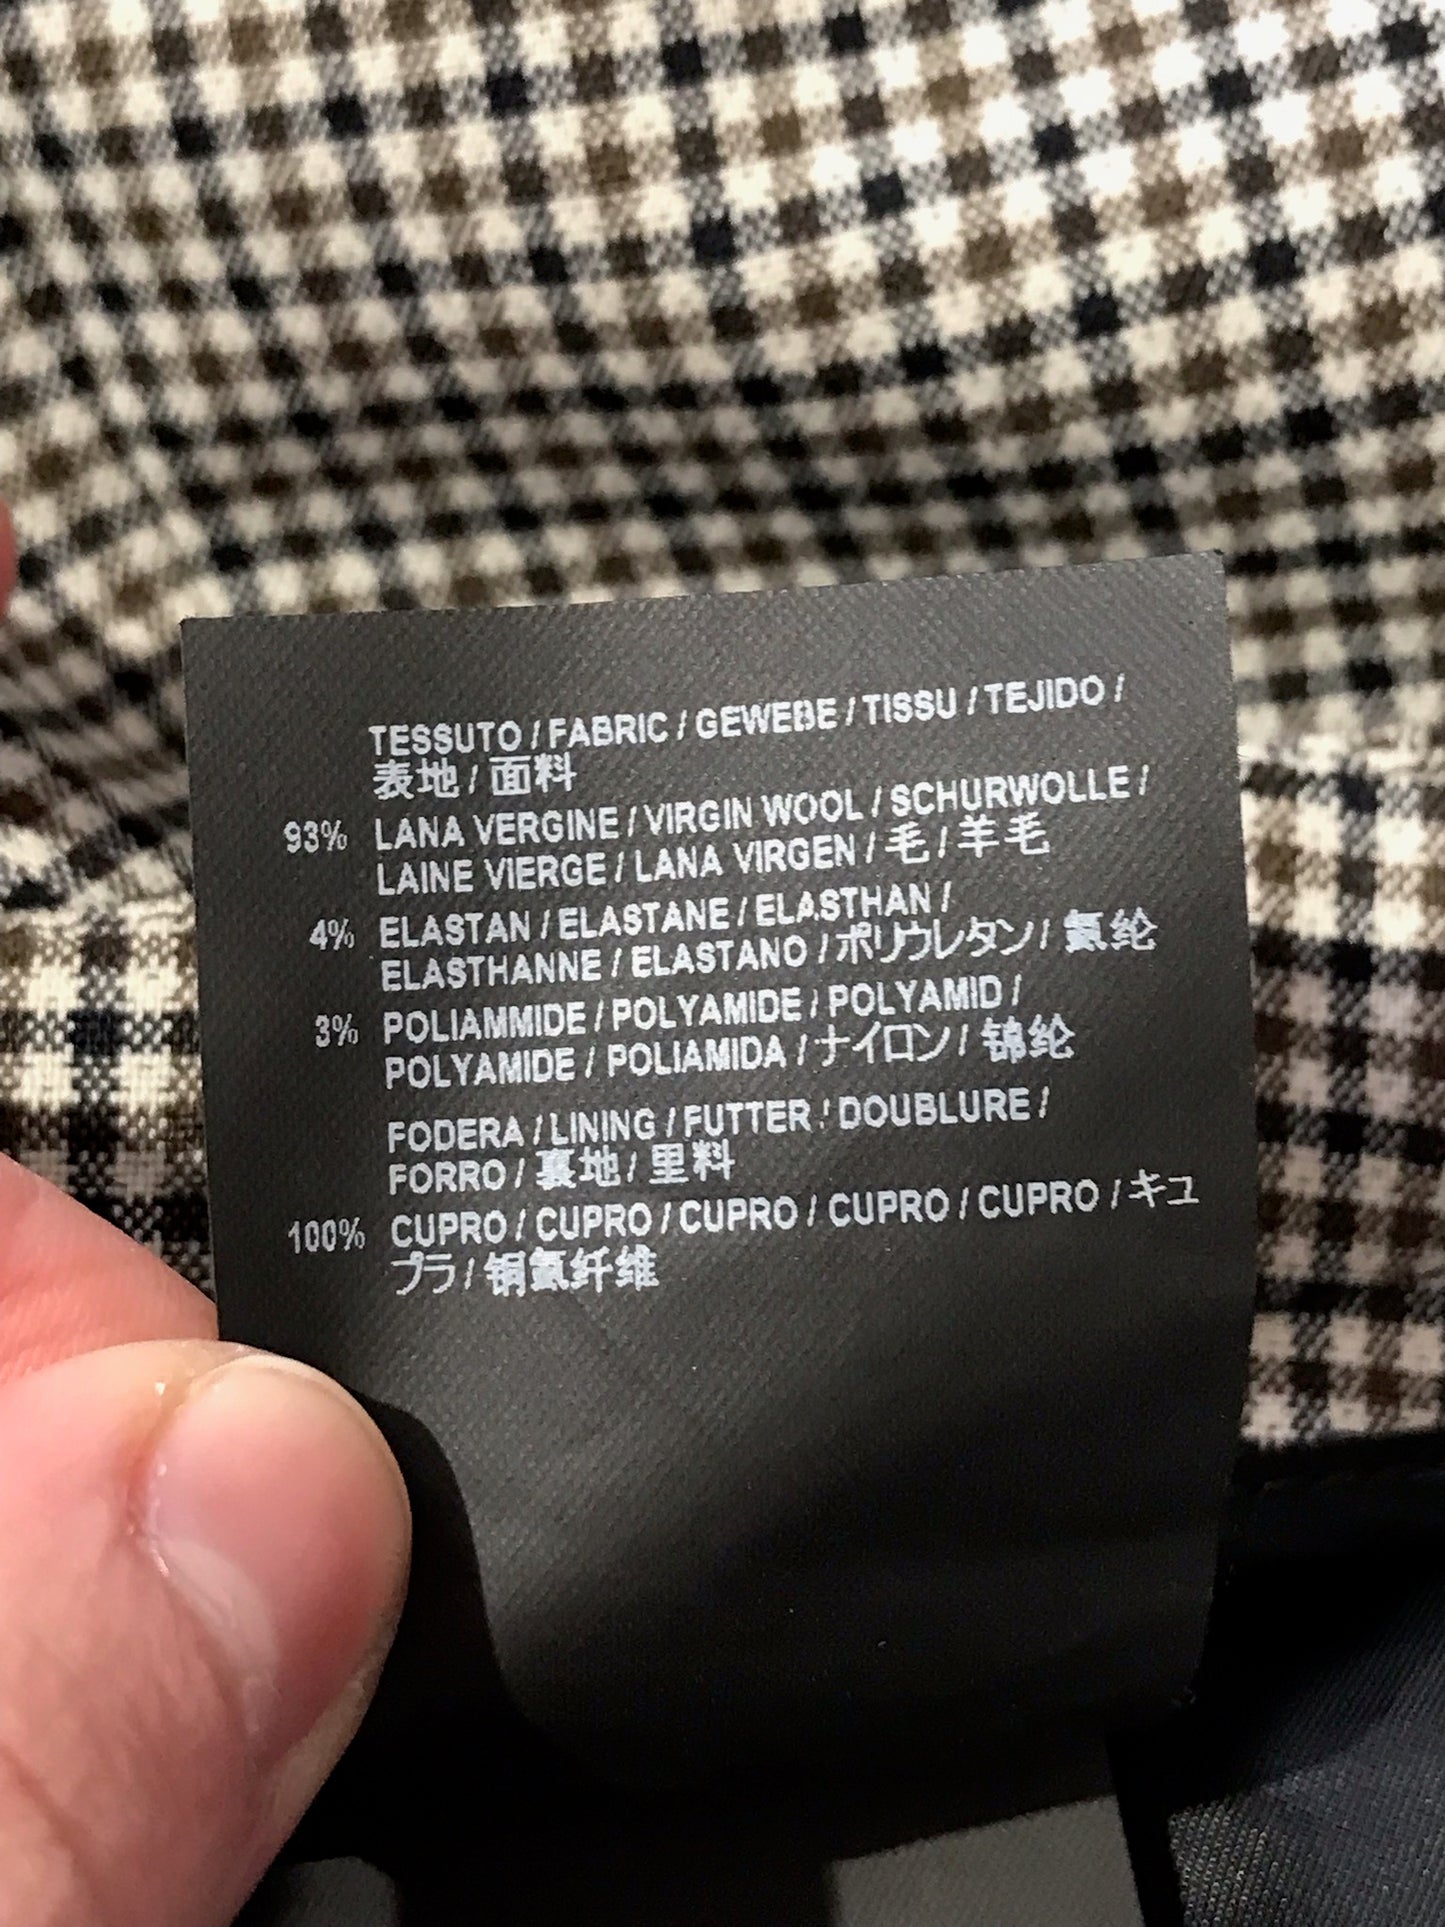 TESSUTO / FABRIC / GEWEBE / TISSU / TEJIDO /
表地 / 面料
93% LANA VERGINE / VIRGIN WOOL / SCHURWOLLE /
LAINE VIERGE / LANA VIRGEN / 毛 / 羊毛
4% ELASTAN / ELASTANE / ELASTHAN /
ELASTHANNE / ELASTANO / ポリウレタン / 氨纶
3% POLIAMMIDE / POLYAMIDE / POLYAMID /
POLYAMIDE / POLIAMIDA / ナイロン / 锦纶
FODERA / LINING / FUTTER / DOUBLURE /
FORRO / 裏地 / 里料
100% CUPRO / CUPRO / CUPRO / CUPRO / CUPRO / キュ
プラ / 铜氨纤维